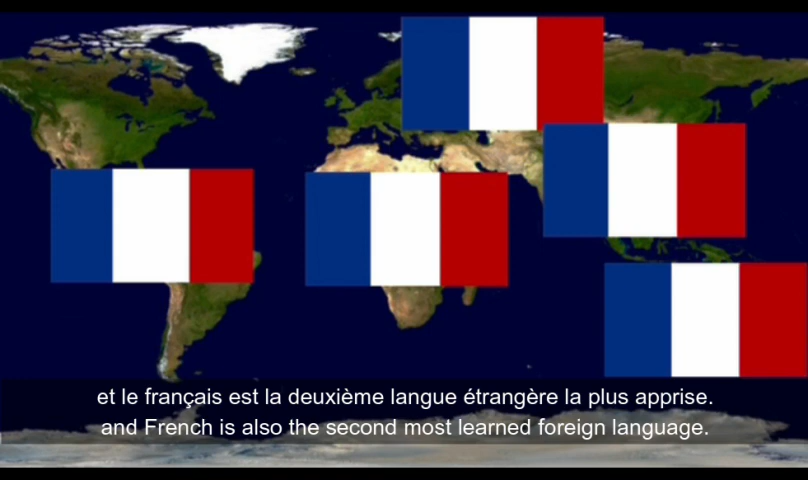 et le français est la deuxième langue étrangère la plus apprise.
and French is also the second most learned foreign language.